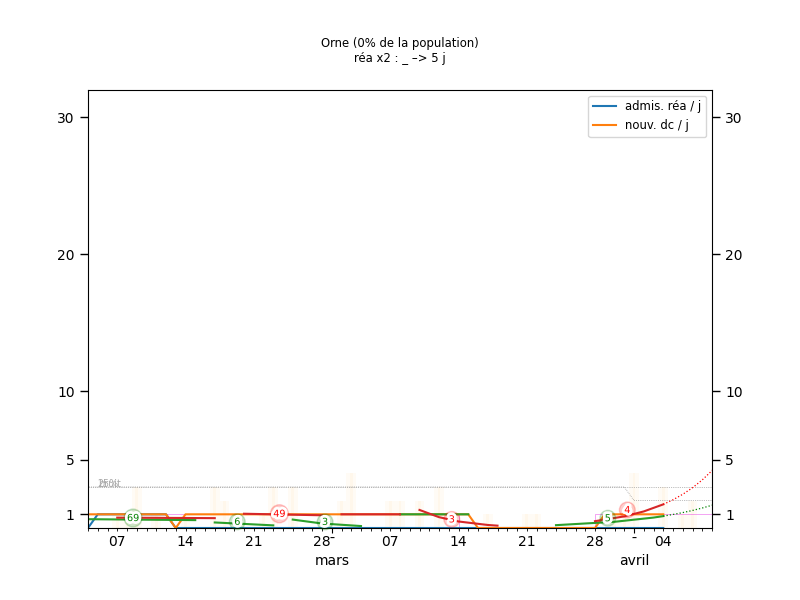 Orne (0% de la population)
réa x2 : _ –> 5 j
admis. réa / j
nouv. dc / j
30 30
20 20
10 10
5 5
1 1
69 6 49 3 3 5 4
07 14 21 28 07 14 21 28 - 04
mars avril